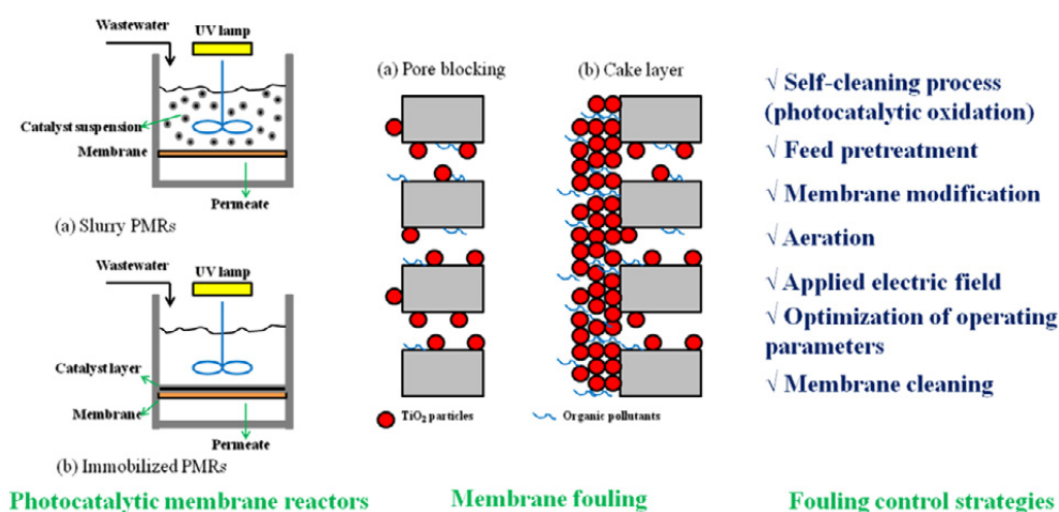 Wastewater
UV lamp
Catalyst suspension
Membrane
Permeate
(a) Slurry PMRs
Wastewater
UV lamp
Catalyst layer
Membrane
Permeate
(b) Immobilized PMRs
Photocatalytic membrane reactors
(a) Pore blocking
(b) Cake layer
TiO₂ particles
Organic pollutants
Membrane fouling
√ Self-cleaning process
(photocatalytic oxidation)
√ Feed pretreatment
√ Membrane modification
√ Aeration
√ Applied electric field
√ Optimization of operating
parameters
√ Membrane cleaning
Fouling control strategies